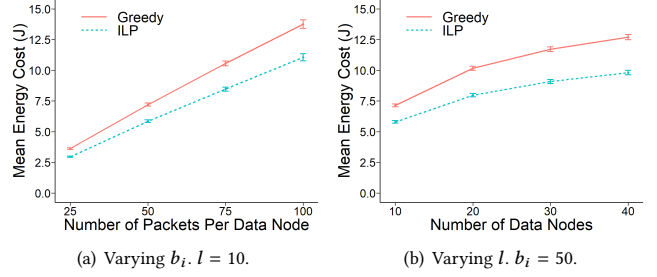 Mean Energy Cost (J)
15.0
12.5
10.0
7.5
5.0
2.5
0.0
Greedy
ILP
25 50 75 100
Number of Packets Per Data Node
(a) Varying b_i. l = 10.
Mean Energy Cost (J)
15.0
12.5
10.0
7.5
5.0
2.5
0.0
Greedy
ILP
10 20 30 40
Number of Data Nodes
(b) Varying l. b_i = 50.